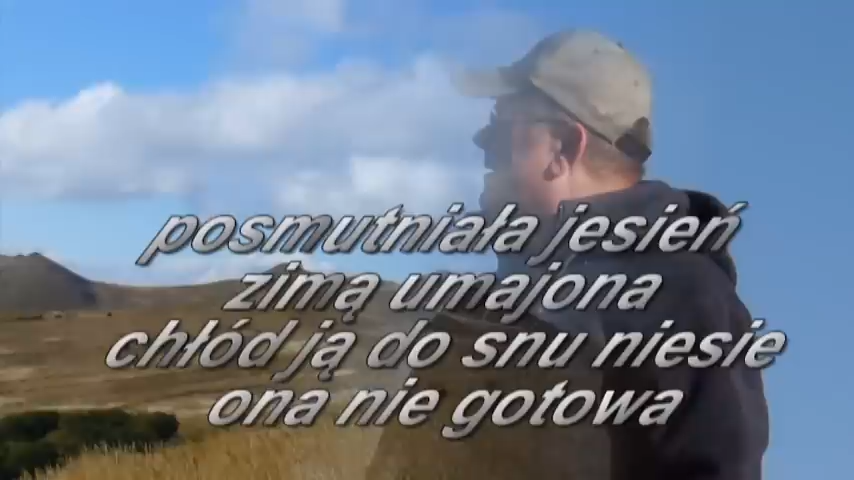 posmutniała jesień
zimą umajona
chłód ją do snu niesie
ona nie gotowa